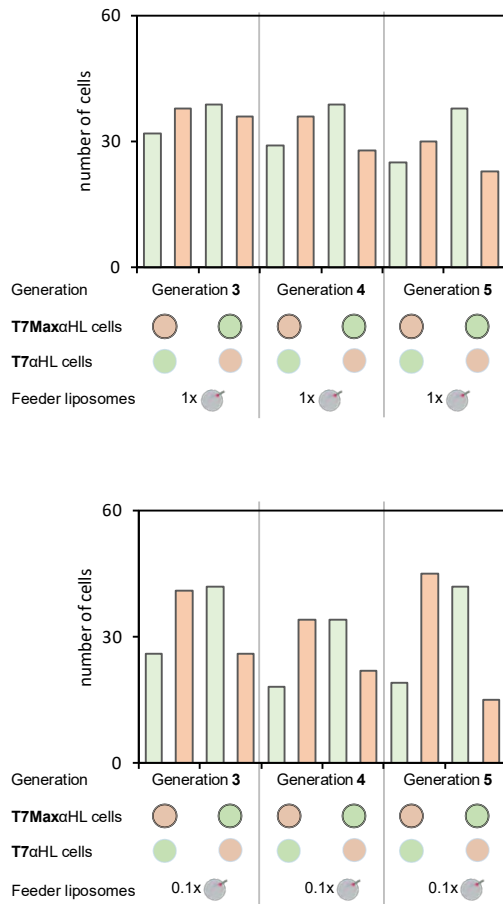 60
30
0
number of cells
Generation Generation 3 Generation 4 Generation 5
T7MaxαHL cells
T7αHL cells
Feeder liposomes 1x 1x 1x
60
30
0
number of cells
Generation Generation 3 Generation 4 Generation 5
T7MaxαHL cells
T7αHL cells
Feeder liposomes 0.1x 0.1x 0.1x